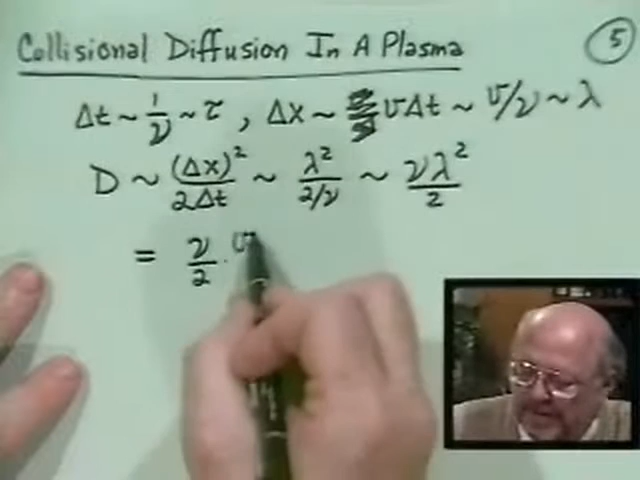 Collisional Diffusion In A Plasma 5
Δt ~ 1/ν ~ τ , Δx ~ vΔt ~ v/ν ~ λ
D ~ (Δx)²/2Δt ~ λ²/2/ν ~ νλ²/2
= ν/2 · v